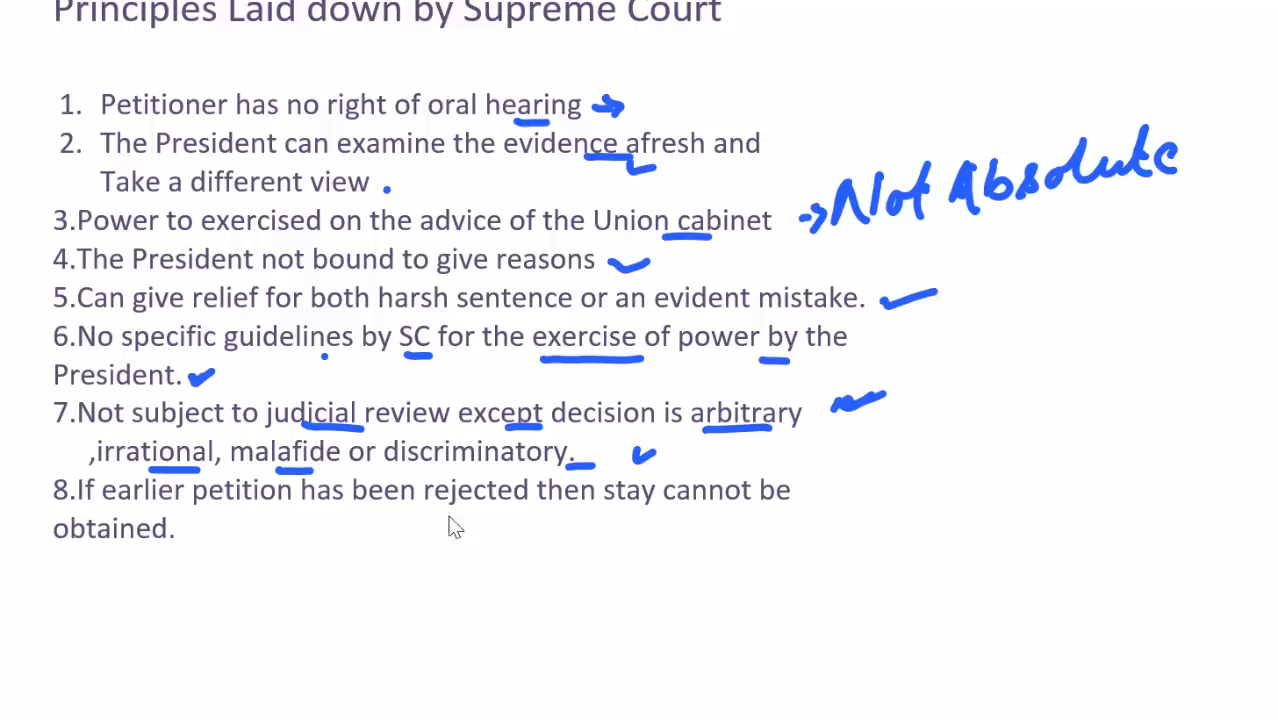 Principles Laid down by Supreme Court
1. Petitioner has no right of oral hearing
2. The President can examine the evidence afresh and
Take a different view
3.Power to exercised on the advice of the Union cabinet
Not Absolute
4.The President not bound to give reasons
5.Can give relief for both harsh sentence or an evident mistake.
6.No specific guidelines by SC for the exercise of power by the
President.
7.Not subject to judicial review except decision is arbitrary
,irrational, malafide or discriminatory.
8.If earlier petition has been rejected then stay cannot be
obtained.